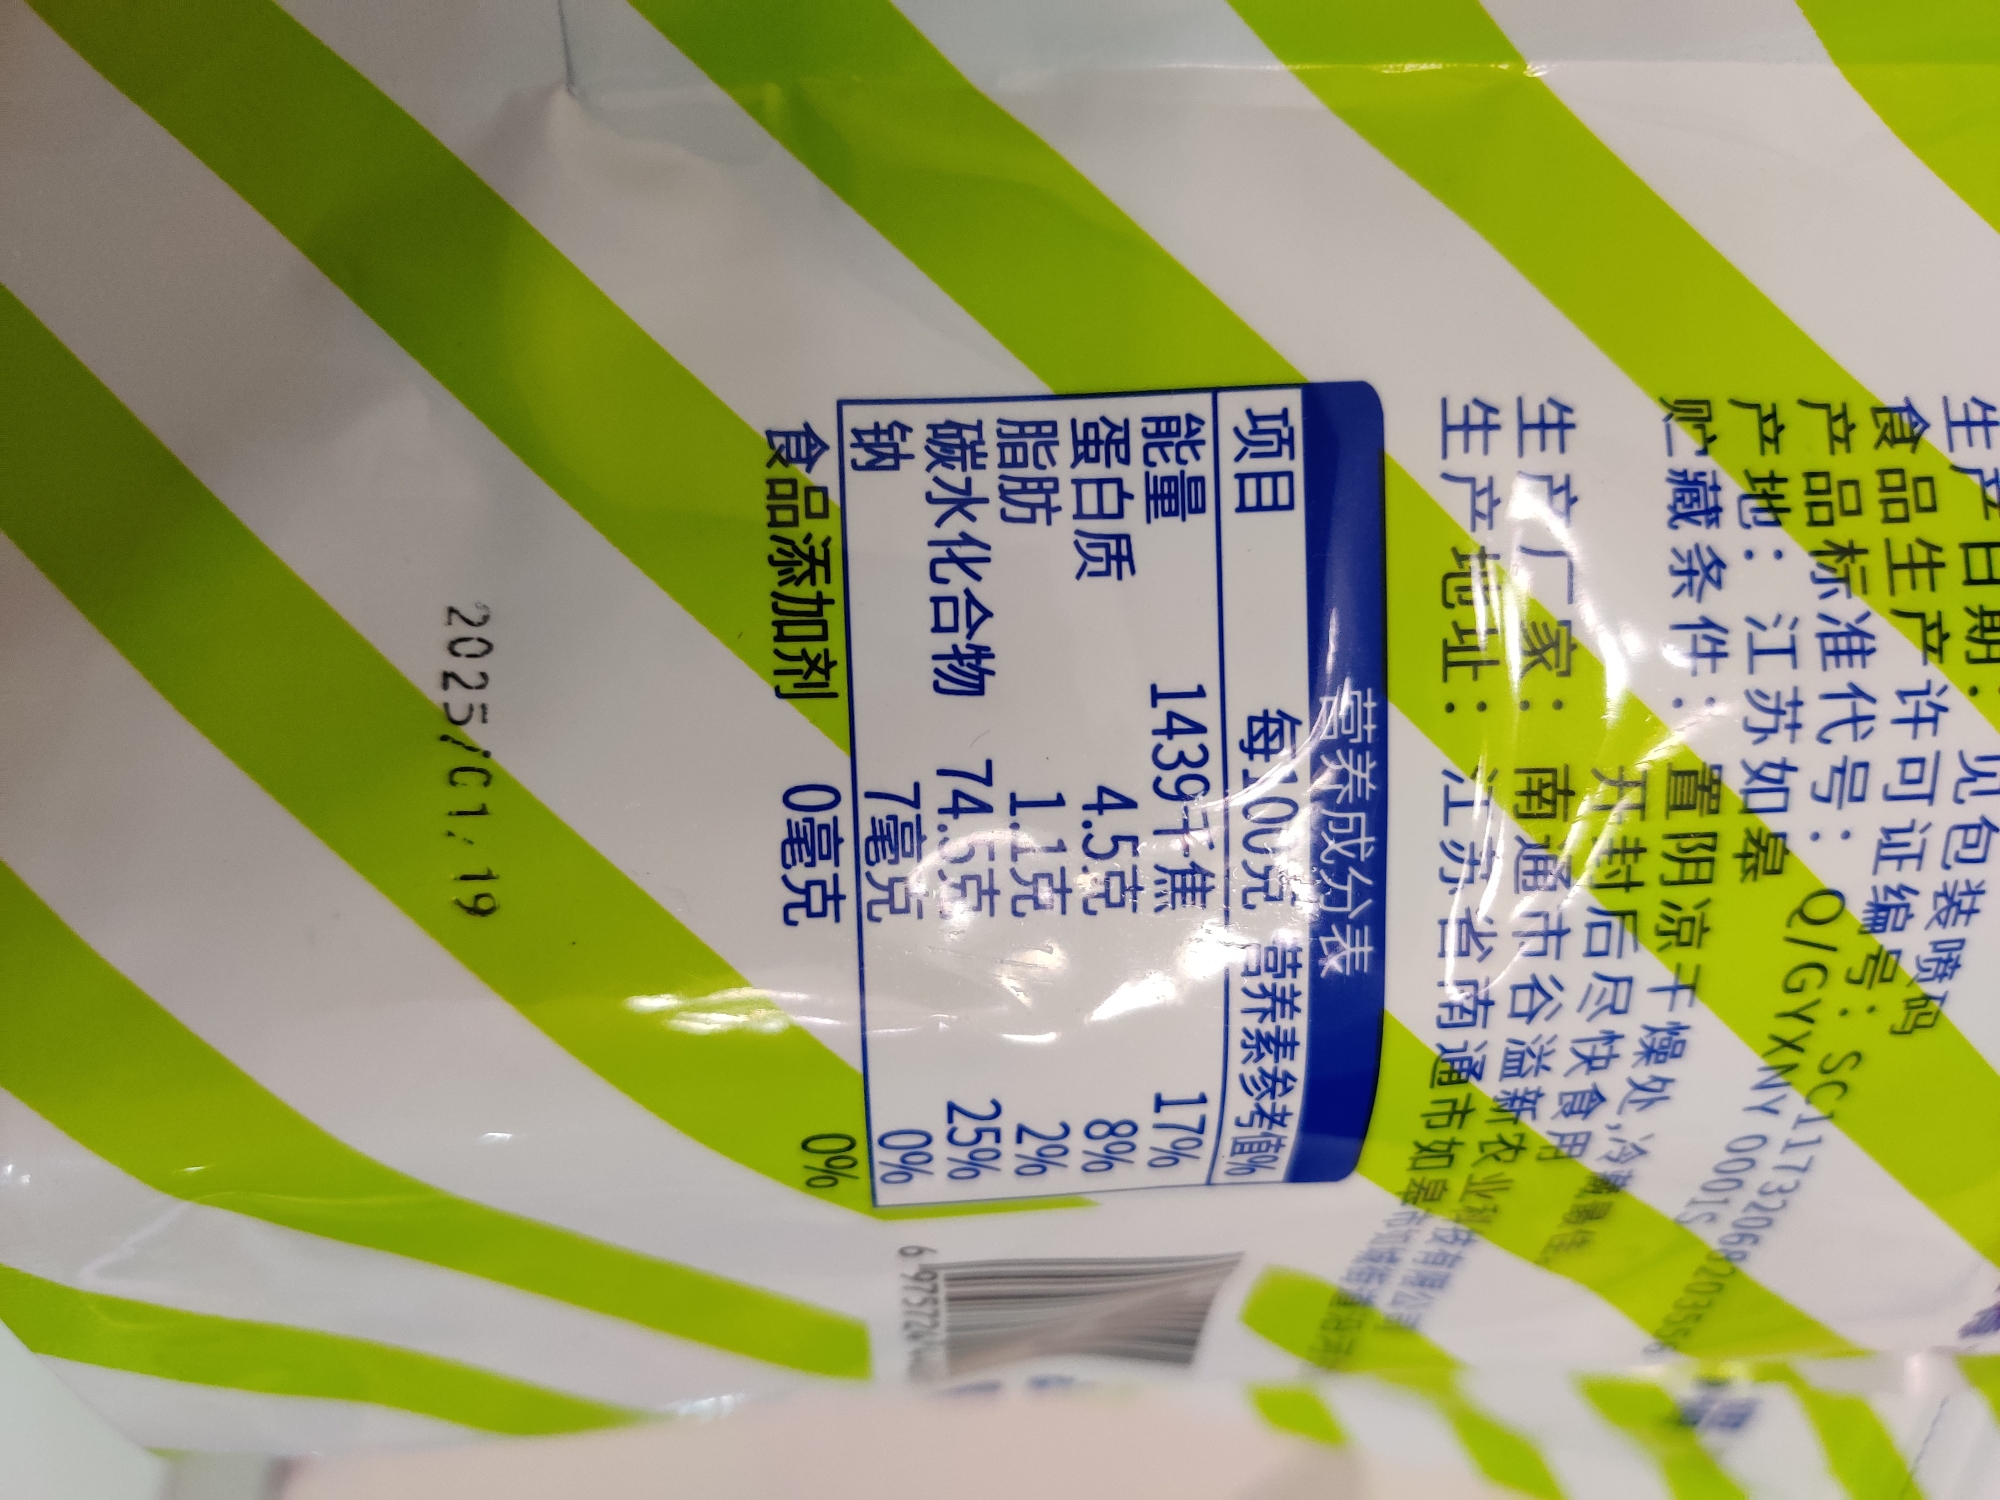 生产日期: 见包装喷码
食品生产许可证编号: SC11732068203556
产品标准代号: Q/GYXNY 0001S
产地: 江苏如皋
贮藏条件: 置阴凉干燥处,冷藏最佳,
开封后尽快食用
生产厂家: 南通市谷溢新农业科技有限公司
生产地址: 江苏省南通市如皋市如城街道
营养成分表
项目 每100克 营养素参考值%
能量 1439千焦 17%
蛋白质 4.5克 8%
脂肪 1.1克 2%
碳水化合物 74.5克 25%
钠 7毫克 0%
食品添加剂 0毫克 0%
2025/01/19